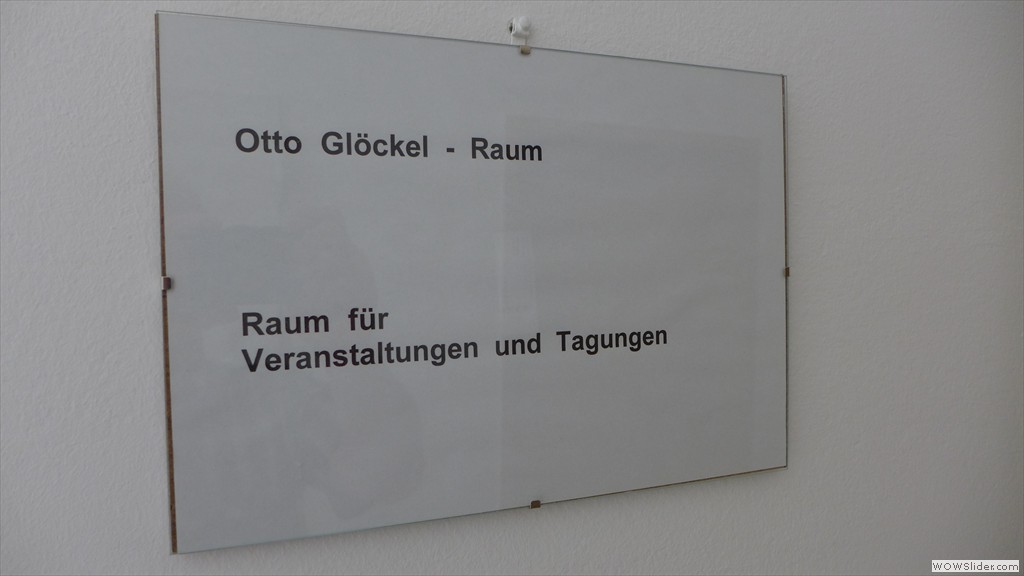 Otto Glöckel - Raum
Raum für
Veranstaltungen und Tagungen
WOWSlider.com